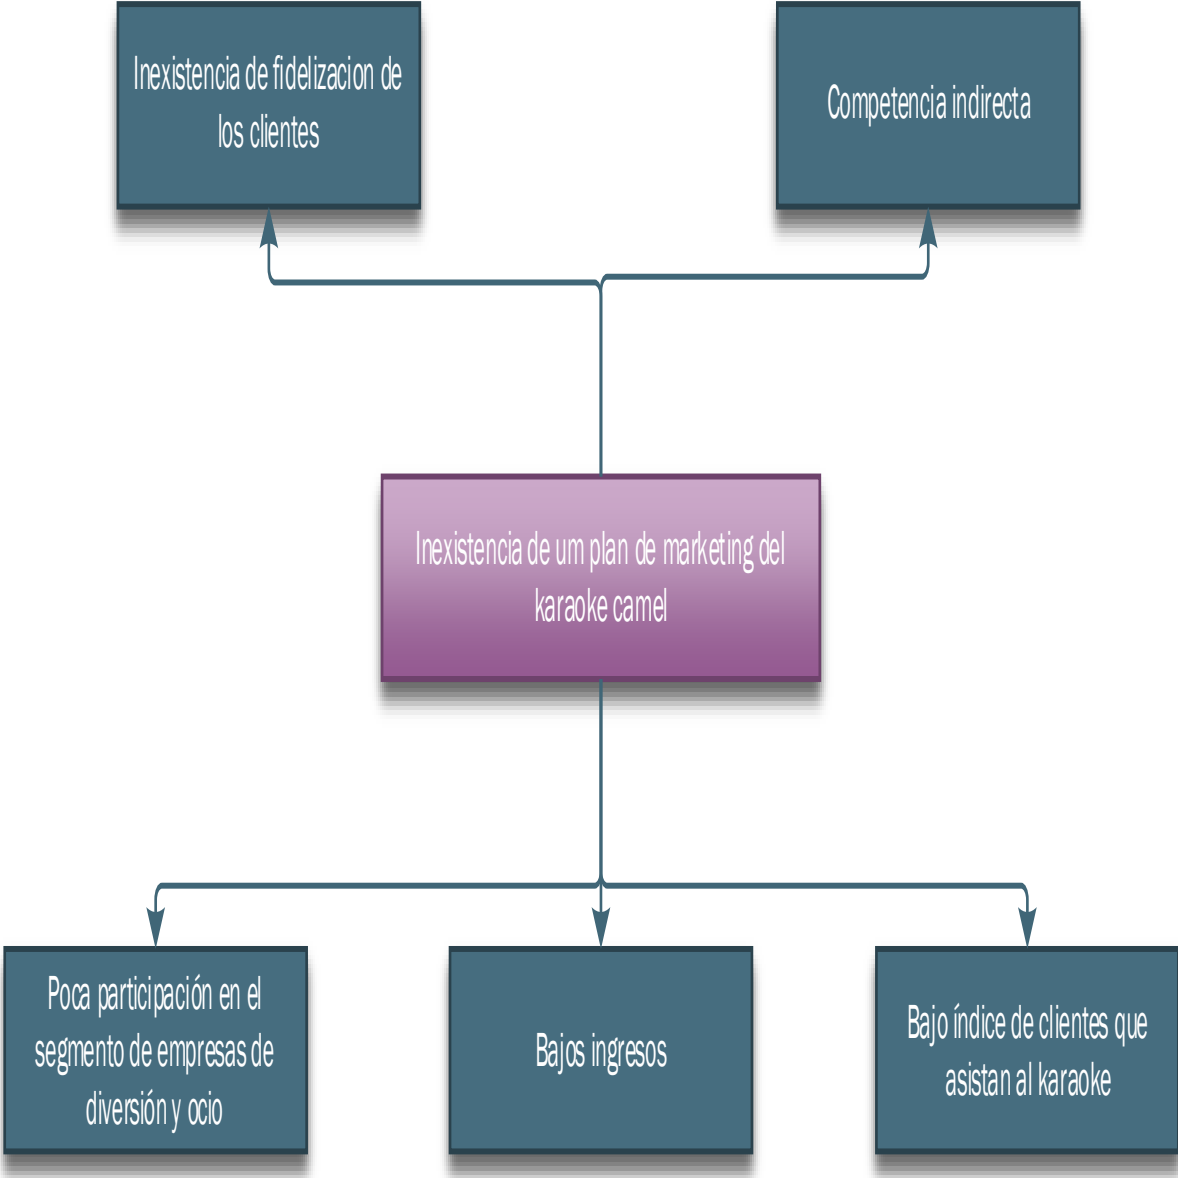 Inexistencia de fidelizacion de
los clientes
Competencia indirecta
Inexistencia de um plan de marketing del
karaoke camel
Poca participación en el
segmento de empresas de
diversión y ocio
Bajos ingresos
Bajo índice de clientes que
asistan al karaoke